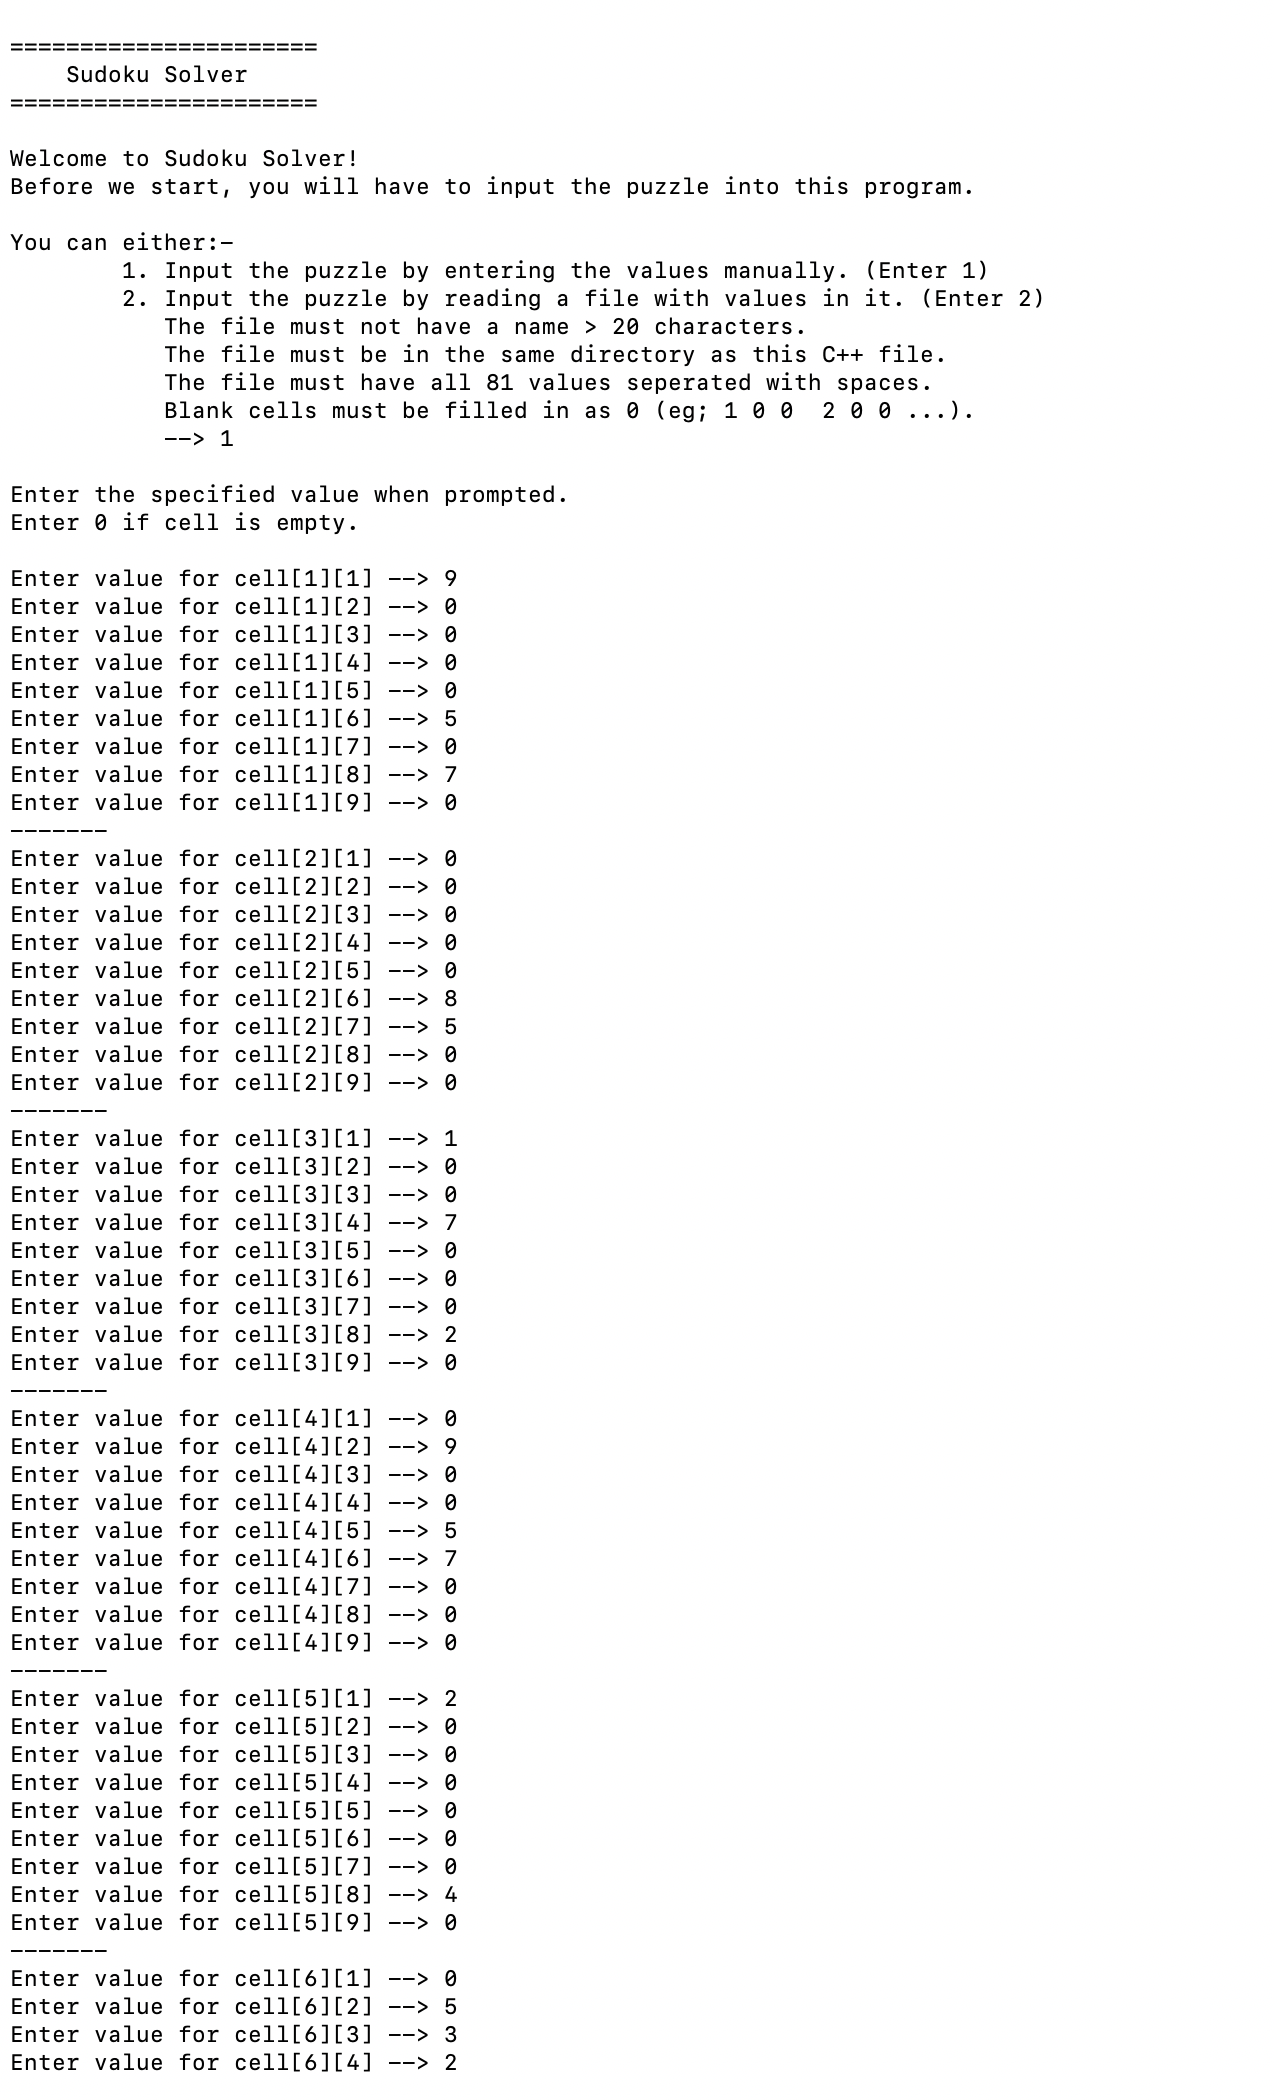 ======================
    Sudoku Solver
======================

Welcome to Sudoku Solver!
Before we start, you will have to input the puzzle into this program.

You can either:-
        1. Input the puzzle by entering the values manually. (Enter 1)
        2. Input the puzzle by reading a file with values in it. (Enter 2)
           The file must not have a name > 20 characters.
           The file must be in the same directory as this C++ file.
           The file must have all 81 values seperated with spaces.
           Blank cells must be filled in as 0 (eg; 1 0 0  2 0 0 ...).
           --> 1

Enter the specified value when prompted.
Enter 0 if cell is empty.

Enter value for cell[1][1] --> 9
Enter value for cell[1][2] --> 0
Enter value for cell[1][3] --> 0
Enter value for cell[1][4] --> 0
Enter value for cell[1][5] --> 0
Enter value for cell[1][6] --> 5
Enter value for cell[1][7] --> 0
Enter value for cell[1][8] --> 7
Enter value for cell[1][9] --> 0
-------
Enter value for cell[2][1] --> 0
Enter value for cell[2][2] --> 0
Enter value for cell[2][3] --> 0
Enter value for cell[2][4] --> 0
Enter value for cell[2][5] --> 0
Enter value for cell[2][6] --> 8
Enter value for cell[2][7] --> 5
Enter value for cell[2][8] --> 0
Enter value for cell[2][9] --> 0
-------
Enter value for cell[3][1] --> 1
Enter value for cell[3][2] --> 0
Enter value for cell[3][3] --> 0
Enter value for cell[3][4] --> 7
Enter value for cell[3][5] --> 0
Enter value for cell[3][6] --> 0
Enter value for cell[3][7] --> 0
Enter value for cell[3][8] --> 2
Enter value for cell[3][9] --> 0
-------
Enter value for cell[4][1] --> 0
Enter value for cell[4][2] --> 9
Enter value for cell[4][3] --> 0
Enter value for cell[4][4] --> 0
Enter value for cell[4][5] --> 5
Enter value for cell[4][6] --> 7
Enter value for cell[4][7] --> 0
Enter value for cell[4][8] --> 0
Enter value for cell[4][9] --> 0
-------
Enter value for cell[5][1] --> 2
Enter value for cell[5][2] --> 0
Enter value for cell[5][3] --> 0
Enter value for cell[5][4] --> 0
Enter value for cell[5][5] --> 0
Enter value for cell[5][6] --> 0
Enter value for cell[5][7] --> 0
Enter value for cell[5][8] --> 4
Enter value for cell[5][9] --> 0
-------
Enter value for cell[6][1] --> 0
Enter value for cell[6][2] --> 5
Enter value for cell[6][3] --> 3
Enter value for cell[6][4] --> 2